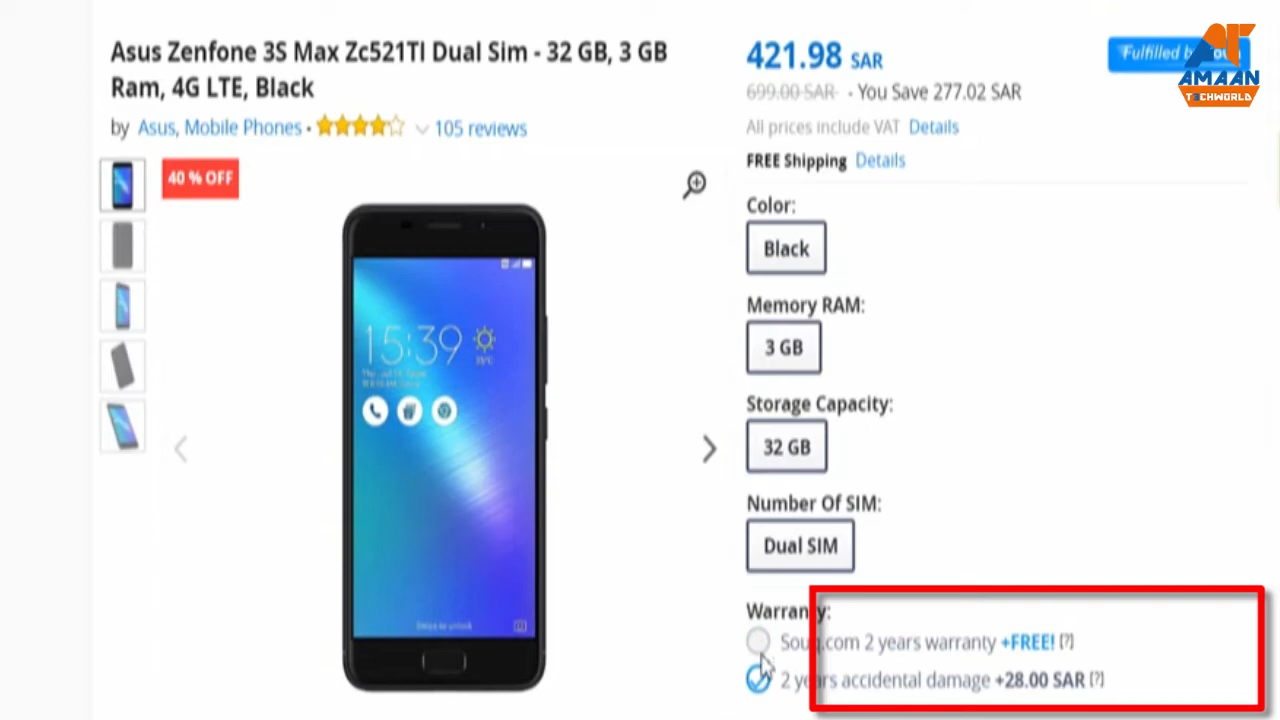 Asus Zenfone 3S Max Zc521Tl Dual Sim - 32 GB, 3 GB
Ram, 4G LTE, Black
by Asus, Mobile Phones • 105 reviews
40 % OFF
15:39
421.98 SAR
Fulfilled by
AMAAN
TECHWORLD
699.00 SAR - You Save 277.02 SAR
All prices include VAT Details
FREE Shipping Details
Color:
Black
Memory RAM:
3 GB
Storage Capacity:
32 GB
Number Of SIM:
Dual SIM
Warranty:
Souq.com 2 years warranty +FREE! [?]
2 years accidental damage +28.00 SAR [?]